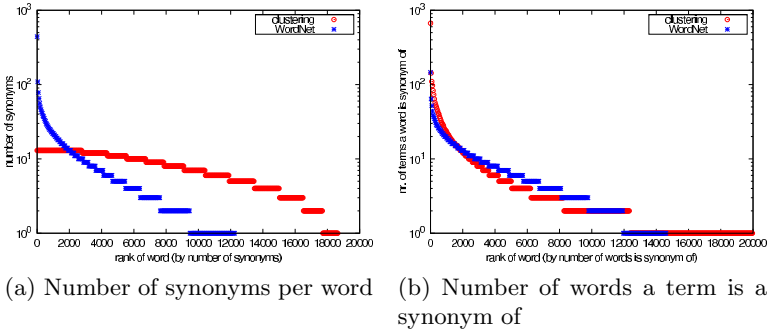 10^3
10^2
10^1
10^0
number of synonyms
clustering
WordNet
0 2000 4000 6000 8000 10000 12000 14000 16000 18000 20000
rank of word (by number of synonyms)
(a) Number of synonyms per word
10^3
10^2
10^1
10^0
nr. of terms a word is synonym of
clustering
WordNet
0 2000 4000 6000 8000 10000 12000 14000 16000 18000 20000
rank of word (by number of words is synonym of)
(b) Number of words a term is a
synonym of